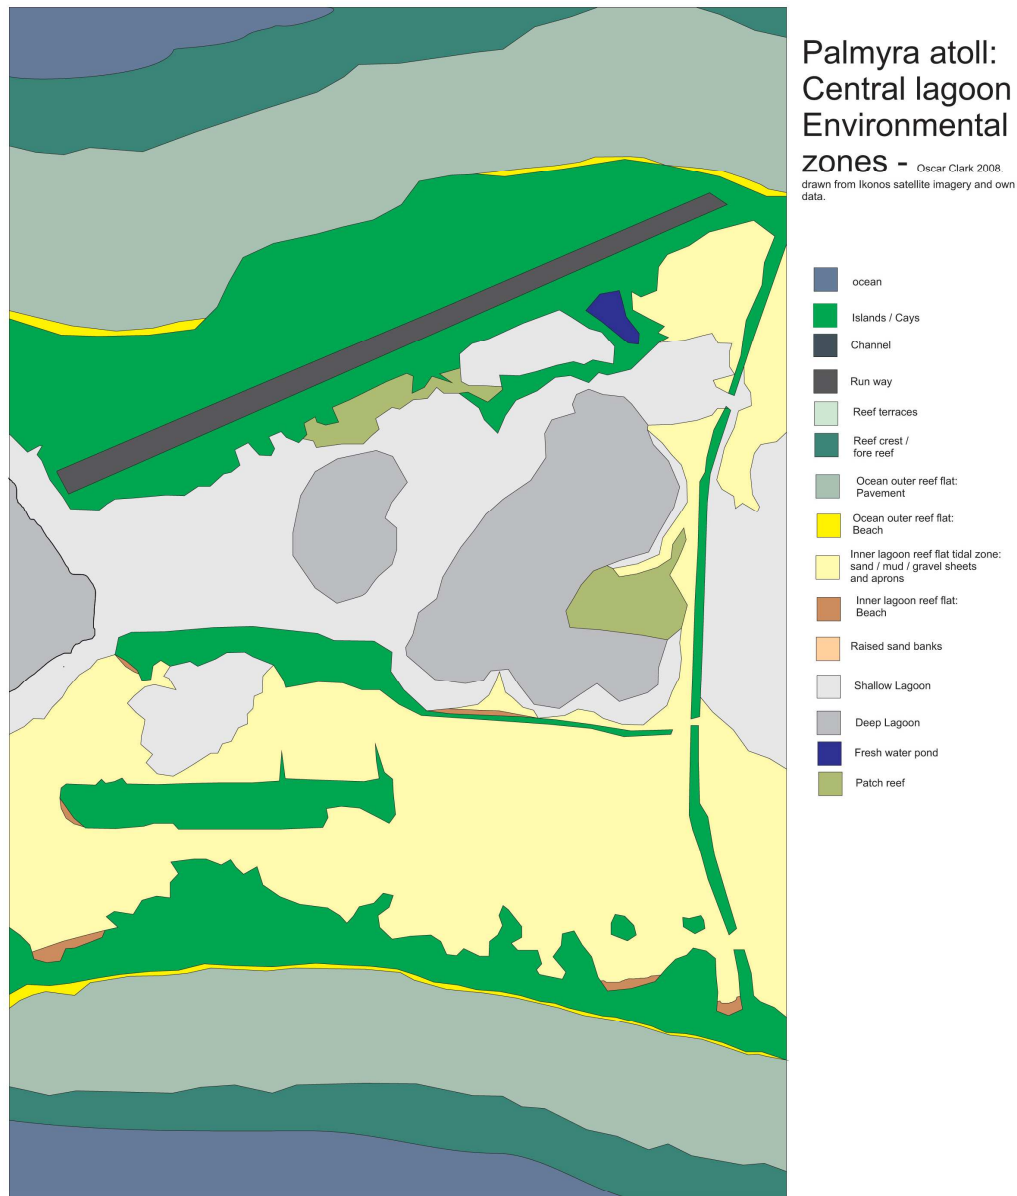 Palmyra atoll:
Central lagoon
Environmental
zones - Oscar Clark 2008.
drawn from Ikonos satellite imagery and own
data.
ocean
Islands / Cays
Channel
Run way
Reef terraces
Reef crest /
fore reef
Ocean outer reef flat:
Pavement
Ocean outer reef flat:
Beach
Inner lagoon reef flat tidal zone:
sand / mud / gravel sheets
and aprons
Inner lagoon reef flat:
Beach
Raised sand banks
Shallow Lagoon
Deep Lagoon
Fresh water pond
Patch reef